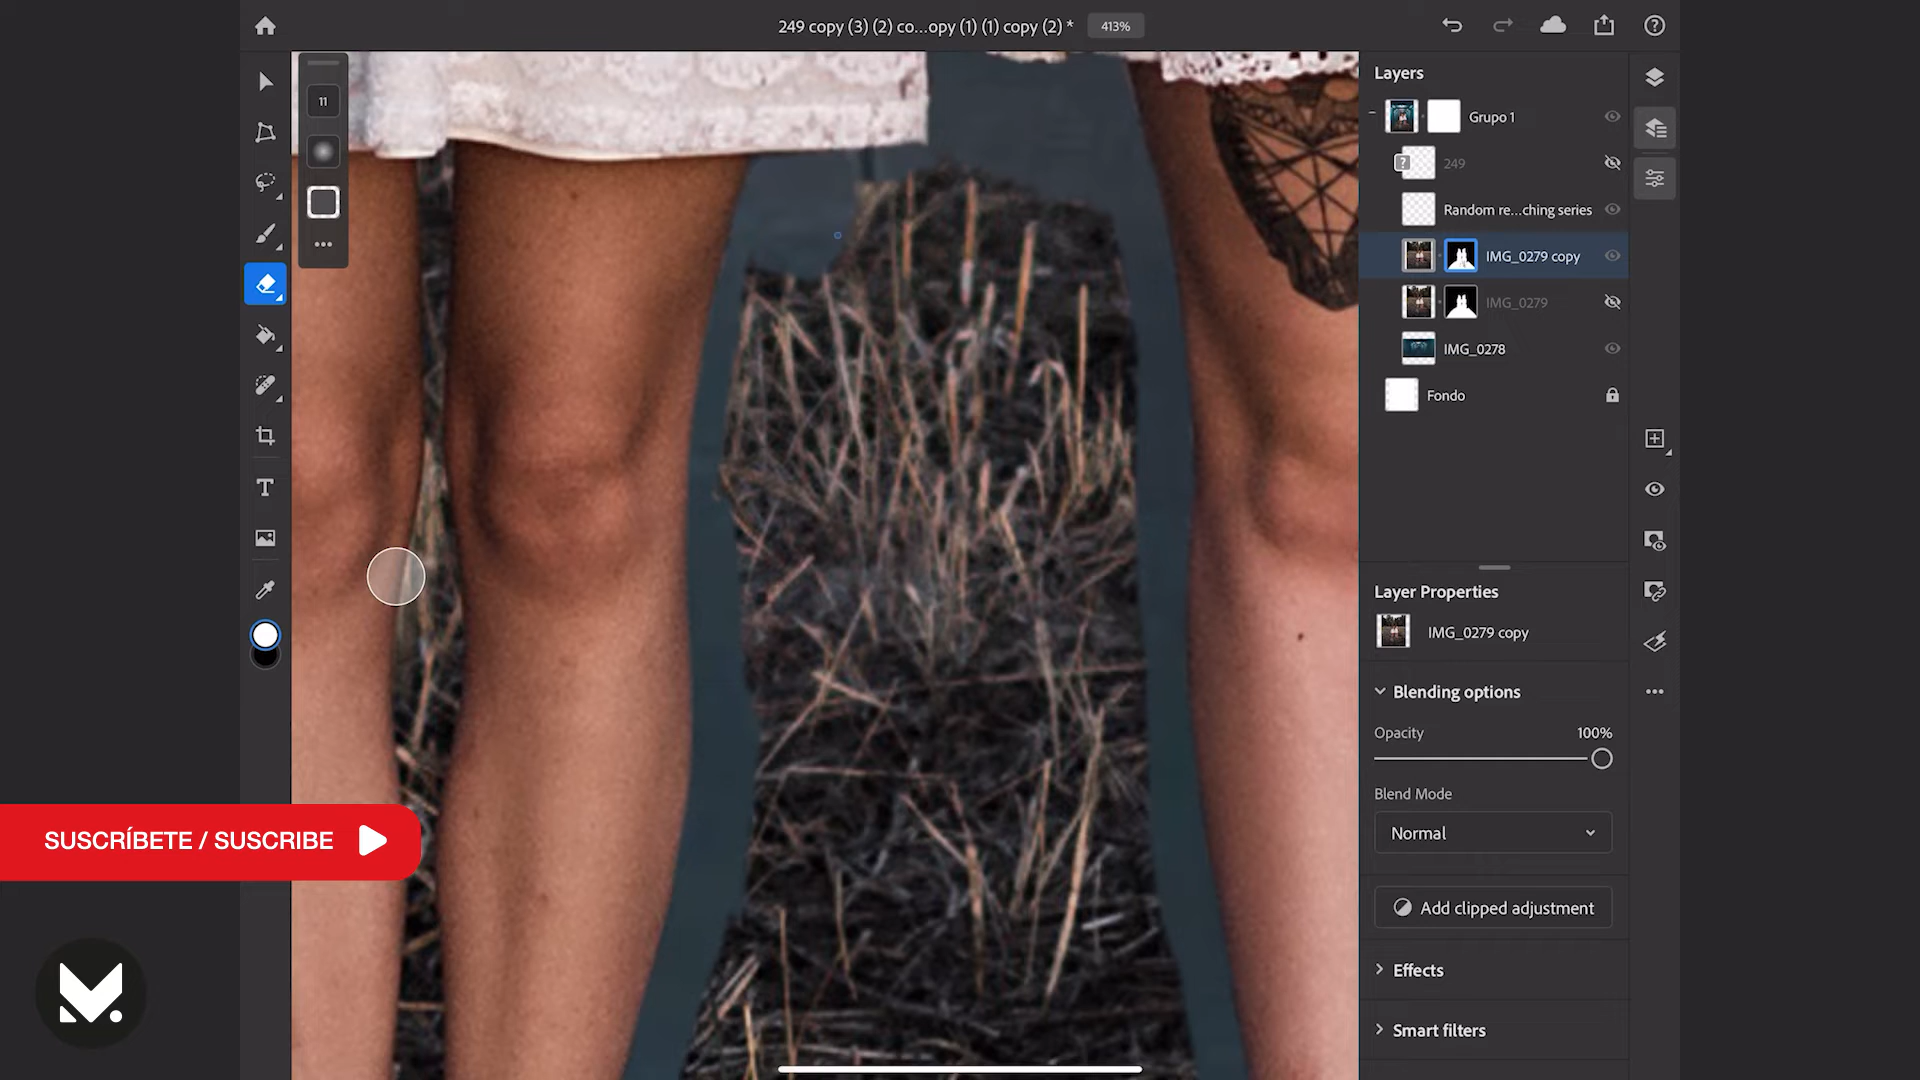 249 copy (3) (2) co...opy (1) (1) copy (2) *
413%
11
Layers
Grupo 1
249
Random re...ching series
IMG_0279 copy
IMG_0279
IMG_0278
Fondo
T
Layer Properties
IMG_0279 copy
Blending options
Opacity
100%
Blend Mode
Normal
Add clipped adjustment
Effects
Smart filters
SUSCRÍBETE / SUSCRIBE
M.